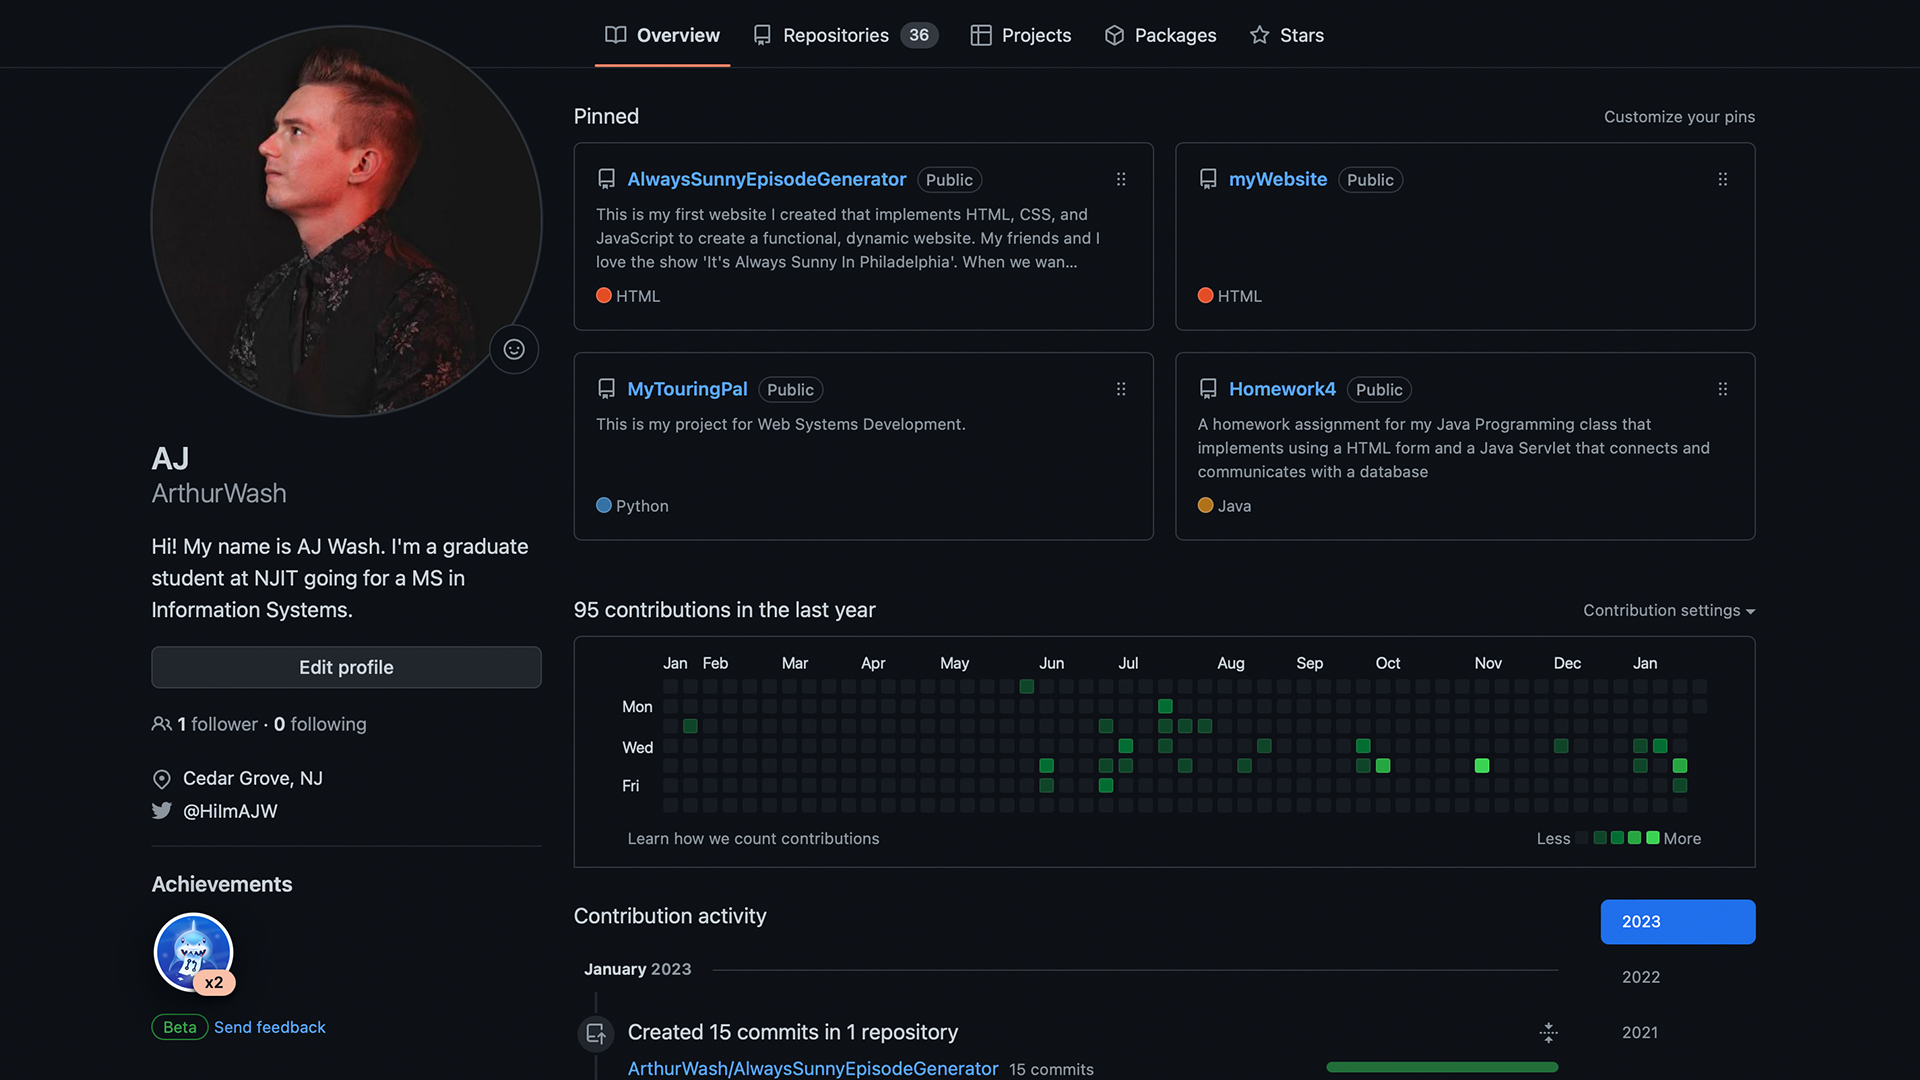 Overview Repositories 36 Projects Packages Stars
AJ
ArthurWash
Hi! My name is AJ Wash. I'm a graduate
student at NJIT going for a MS in
Information Systems.
Edit profile
1 follower · 0 following
Cedar Grove, NJ
@HiImAJW
Achievements
x2
Beta Send feedback
Pinned
Customize your pins
AlwaysSunnyEpisodeGenerator Public
This is my first website I created that implements HTML, CSS, and
JavaScript to create a functional, dynamic website. My friends and I
love the show 'It's Always Sunny In Philadelphia'. When we wan...
HTML
myWebsite Public
HTML
MyTouringPal Public
This is my project for Web Systems Development.
Python
Homework4 Public
A homework assignment for my Java Programming class that
implements using a HTML form and a Java Servlet that connects and
communicates with a database
Java
95 contributions in the last year
Contribution settings
Jan Feb Mar Apr May Jun Jul Aug Sep Oct Nov Dec Jan
Mon
Wed
Fri
Learn how we count contributions
Less More
Contribution activity
2023
2022
2021
January 2023
Created 15 commits in 1 repository
ArthurWash/AlwaysSunnyEpisodeGenerator 15 commits